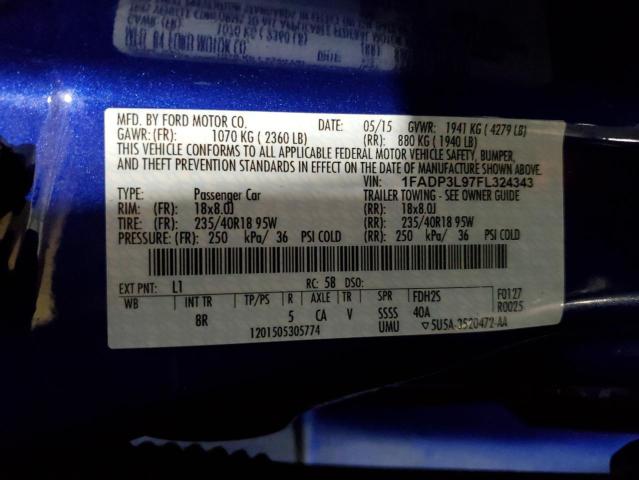 MFD. BY FORD MOTOR CO. 05/15 GVWR: 1941 KG ( 4279 LB)
GAWR: (FR): 1070 KG ( 2360 LB) (RR): 880 KG ( 1940 LB)
THIS VEHICLE CONFORMS TO ALL APPLICABLE FEDERAL MOTOR VEHICLE SAFETY, BUMPER,
AND THEFT PREVENTION STANDARDS IN EFFECT ON THE DATE OF MANUFACTURE SHOWN ABOVE.
VIN: 1FADP3L97FL324343
TYPE: Passenger Car TRAILER TOWING - SEE OWNER GUIDE
RIM: (FR): 18x8.0J (RR): 18x8.0J
TIRE: (FR): 235/40R18 95W (RR): 235/40R18 95W
PRESSURE: (FR): 250 kPa/ 36 PSI COLD (RR): 250 kPa/ 36 PSI COLD
EXT PNT: L1 RC: 58 DSO: FDH2S F0127
WB INT TR TP/PS R AXLE TR SPR 40A R0025
8R 5 CA V SSSS
1201505305774 UMU ▽5U5A-3520472-AA